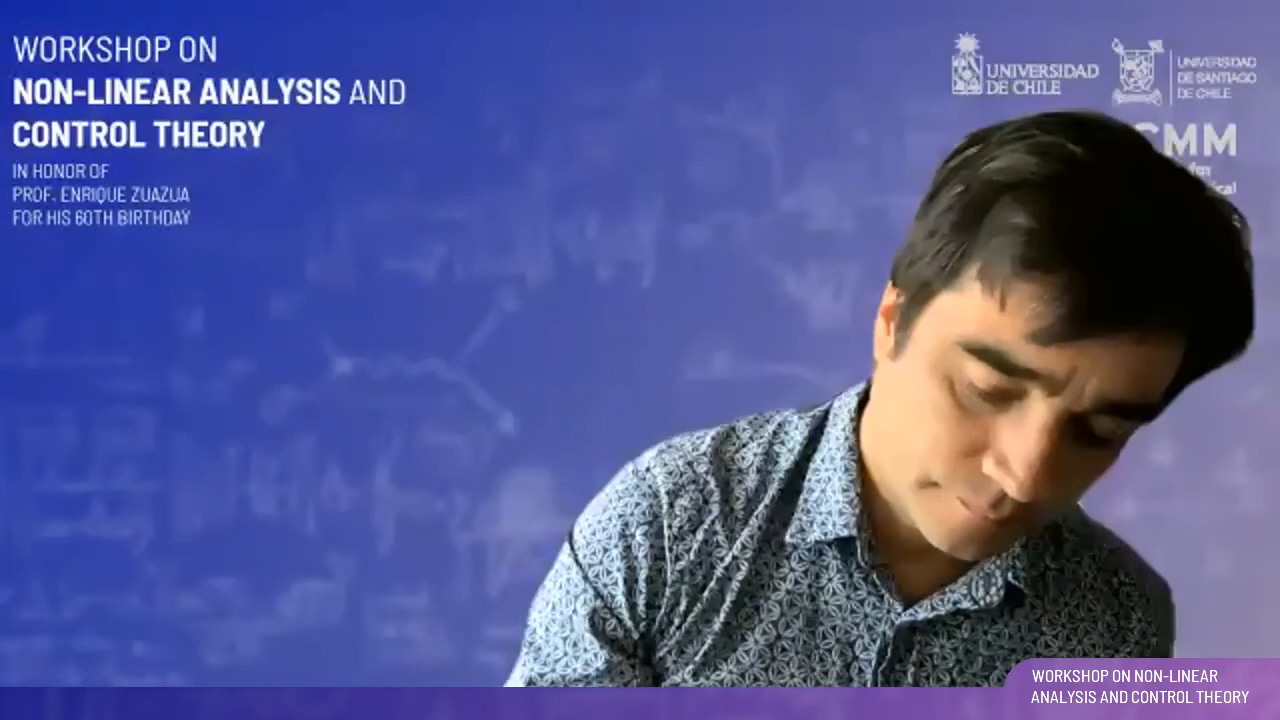 WORKSHOP ON
NON-LINEAR ANALYSIS AND
CONTROL THEORY
IN HONOR OF
PROF. ENRIQUE ZUAZUA
FOR HIS 60TH BIRTHDAY
UNIVERSIDAD
DE CHILE
UNIVERSIDAD
DE SANTIAGO
DE CHILE
CMM
WORKSHOP ON NON-LINEAR
ANALYSIS AND CONTROL THEORY